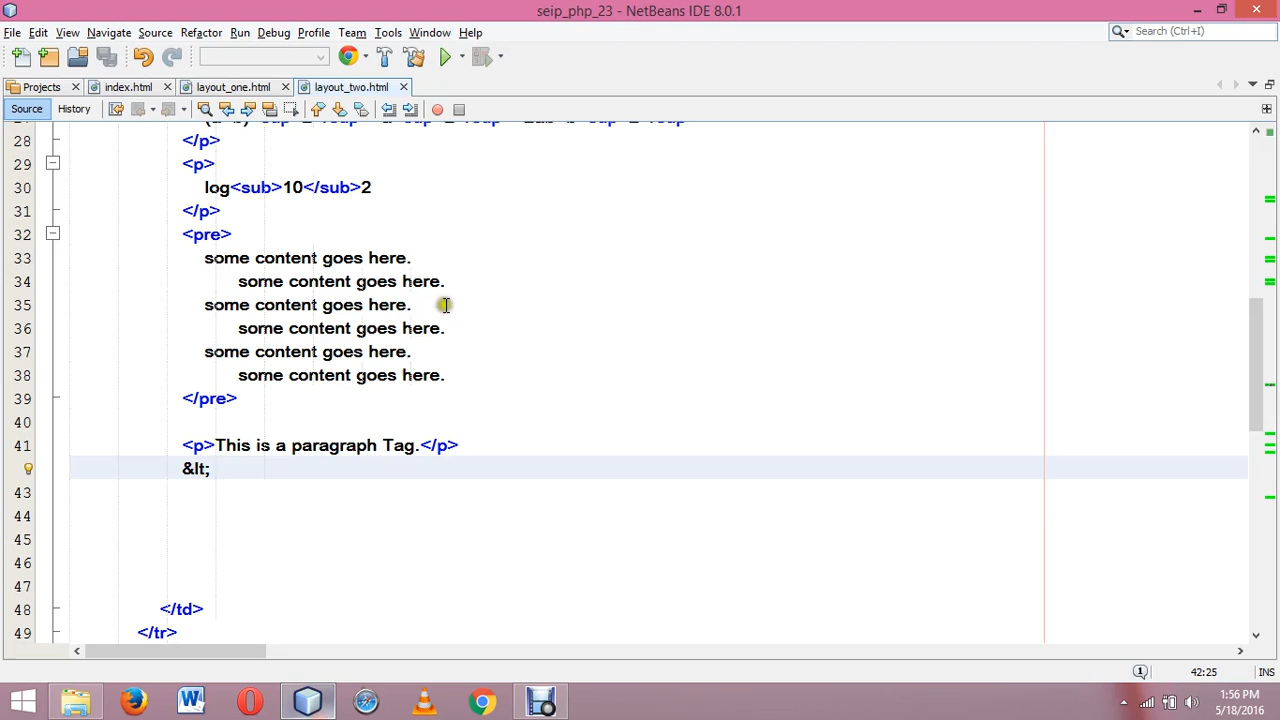 seip_php_23 - NetBeans IDE 8.0.1
File Edit View Navigate Source Refactor Run Debug Profile Team Tools Window Help
Search (Ctrl+I)
Projects index.html layout_one.html layout_two.html
Source History
28 </p>
29 <p>
30 log<sub>10</sub>2
31 </p>
32 <pre>
33 some content goes here.
34 some content goes here.
35 some content goes here.
36 some content goes here.
37 some content goes here.
38 some content goes here.
39 </pre>
40
41 <p>This is a paragraph Tag.</p>
&lt;
43
44
45
46
47
48 </td>
49 </tr>
42:25 INS
1:56 PM
5/18/2016